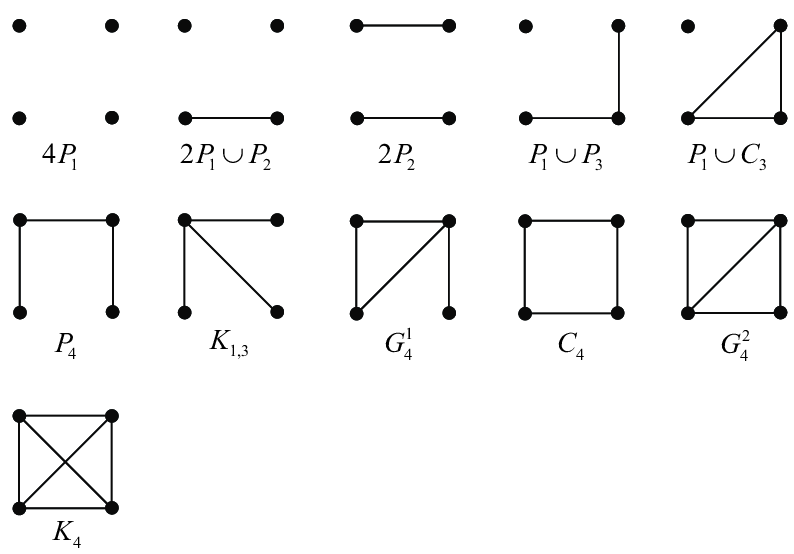 4P₁ 2P₁ ∪ P₂ 2P₂ P₁ ∪ P₃ P₁ ∪ C₃
P₄ K₁,₃ G₄¹ C₄ G₄²
K₄